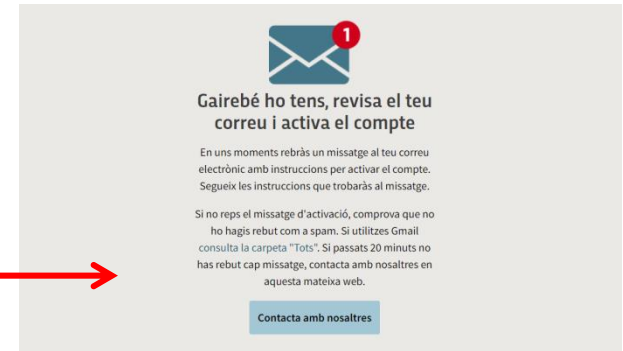 1
Gairebé ho tens, revisa el teu
correu i activa el compte
En uns moments rebràs un missatge al teu correu
electrònic amb instruccions per activar el compte.
Segueix les instruccions que trobaràs al missatge.
Si no reps el missatge d'activació, comprova que no
ho hagis rebut com a spam. Si utilitzes Gmail
consulta la carpeta "Tots". Si passats 20 minuts no
has rebut cap missatge, contacta amb nosaltres en
aquesta mateixa web.
Contacta amb nosaltres